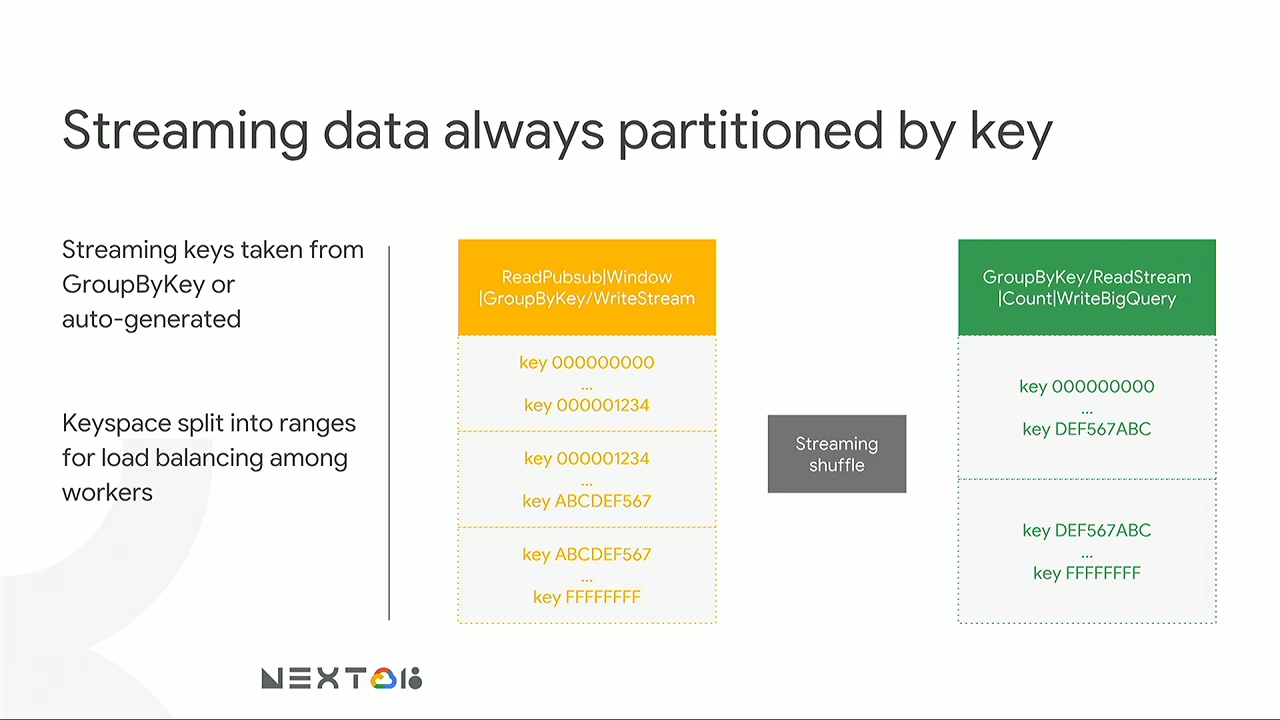 Streaming data always partitioned by key
Streaming keys taken from
GroupByKey or
auto-generated
Keyspace split into ranges
for load balancing among
workers
ReadPubsub|Window
|GroupByKey/WriteStream
key 000000000
...
key 000001234
key 000001234
...
key ABCDEF567
key ABCDEF567
...
key FFFFFFFF
Streaming
shuffle
GroupByKey/ReadStream
|Count|WriteBigQuery
key 000000000
...
key DEF567ABC
key DEF567ABC
...
key FFFFFFFF
NEXT 18